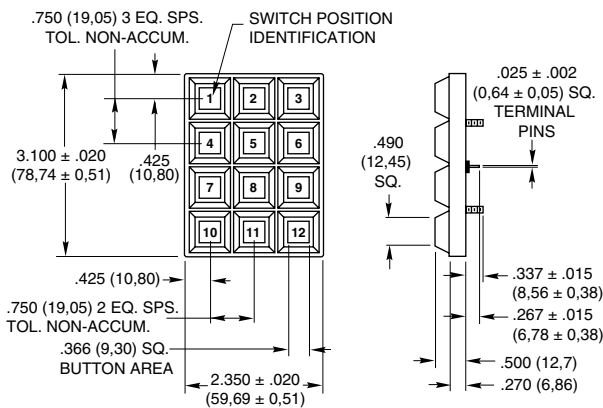 .750 (19,05) 3 EQ. SPS.
TOL. NON-ACCUM.
SWITCH POSITION
IDENTIFICATION
1 2 3
4 5 6
7 8 9
10 11 12
3.100 ± .020
(78,74 ± 0,51)
.425
(10,80)
.425 (10,80)
.750 (19,05) 2 EQ. SPS.
TOL. NON-ACCUM.
.366 (9,30) SQ.
BUTTON AREA
2.350 ± .020
(59,69 ± 0,51)
.025 ± .002
(0,64 ± 0,05) SQ.
TERMINAL
PINS
.490
(12,45)
SQ.
.337 ± .015
(8,56 ± 0,38)
.267 ± .015
(6,78 ± 0,38)
.500 (12,7)
.270 (6,86)